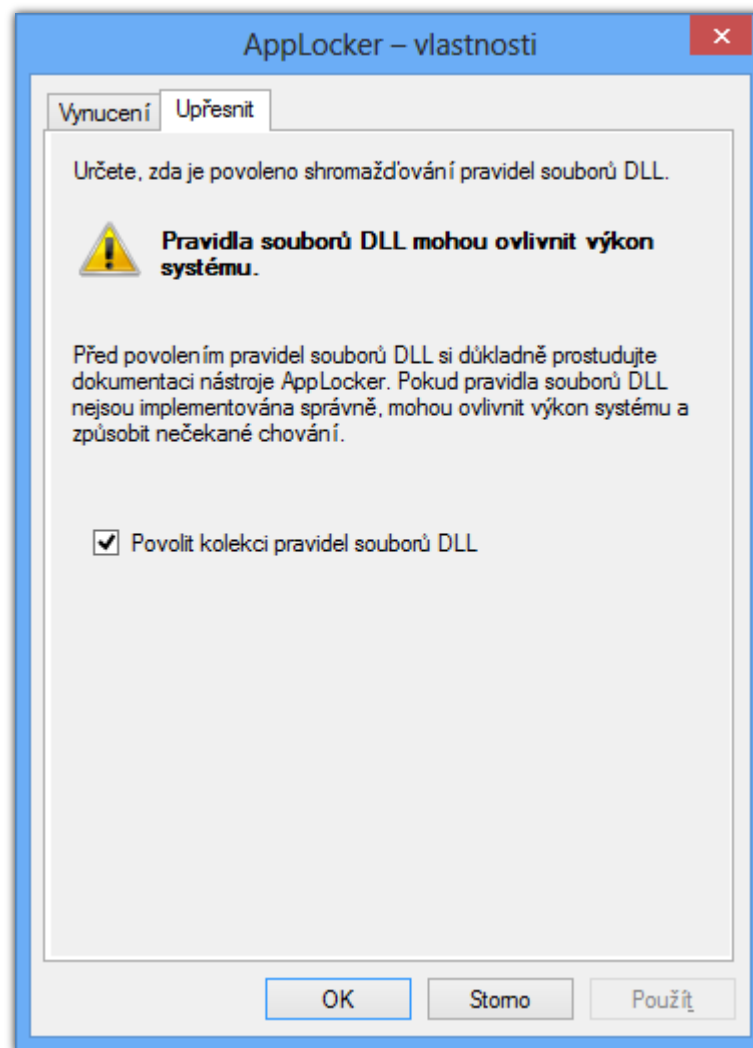 AppLocker – vlastnosti
Vynucení Upřesnit
Určete, zda je povoleno shromažďování pravidel souborů DLL.
Pravidla souborů DLL mohou ovlivnit výkon
systému.
Před povolením pravidel souborů DLL si důkladně prostudujte
dokumentaci nástroje AppLocker. Pokud pravidla souborů DLL
nejsou implementována správně, mohou ovlivnit výkon systému a
způsobit nečekané chování.
Povolit kolekci pravidel souborů DLL
OK Storno Použít